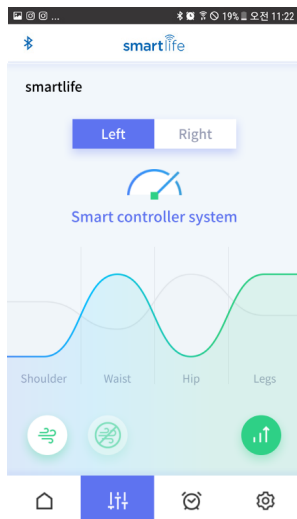 ... 19% 오전 11:22
smartlife
smartlife
Left Right
Smart controller system
Shoulder Waist Hip Legs